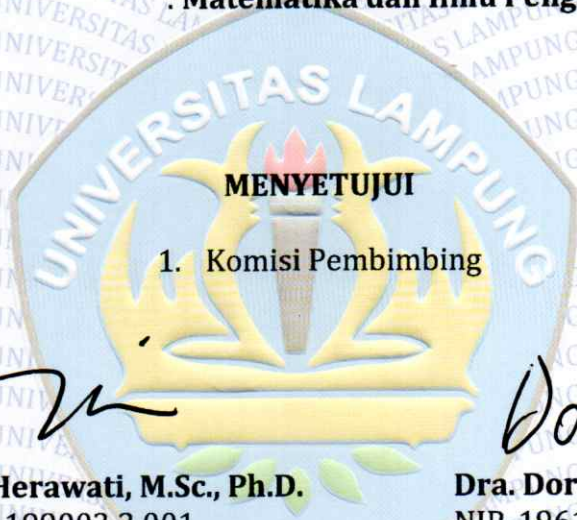 : Matematika dan Ilmu Peng
UNIVERSITAS LAMPUNG
MENYETUJUI
1. Komisi Pembimbing
Herawati, M.Sc., Ph.D.
Dra. Dor
199003 2 001
NIP. 1961